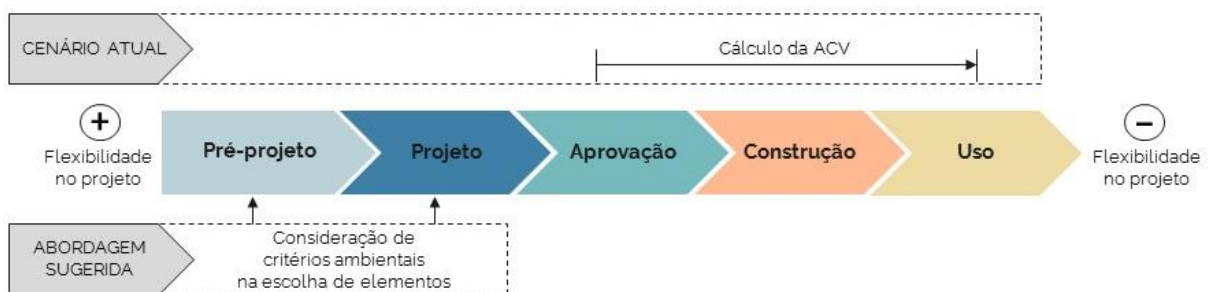 CENÁRIO ATUAL
Cálculo da ACV
+
Flexibilidade
no projeto
Pré-projeto
Projeto
Aprovação
Construção
Uso
−
Flexibilidade
no projeto
ABORDAGEM
SUGERIDA
Consideração de
critérios ambientais
na escolha de elementos